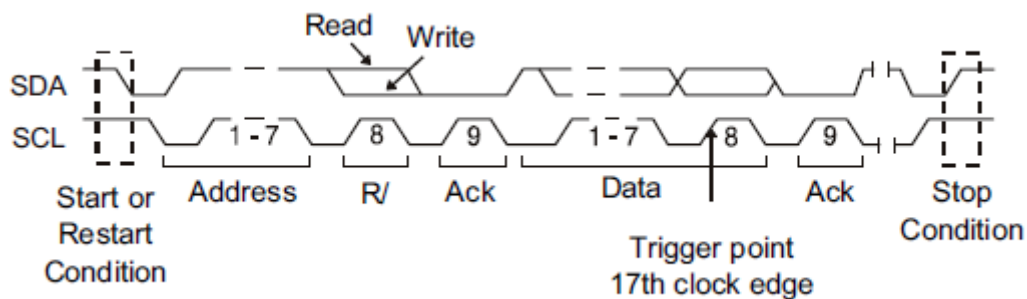 Read
Write
SDA
SCL
1 - 7
8
9
1 - 7
8
9
Address
R/
Ack
Data
Ack
Start or
Restart
Condition
Stop
Condition
Trigger point
17th clock edge